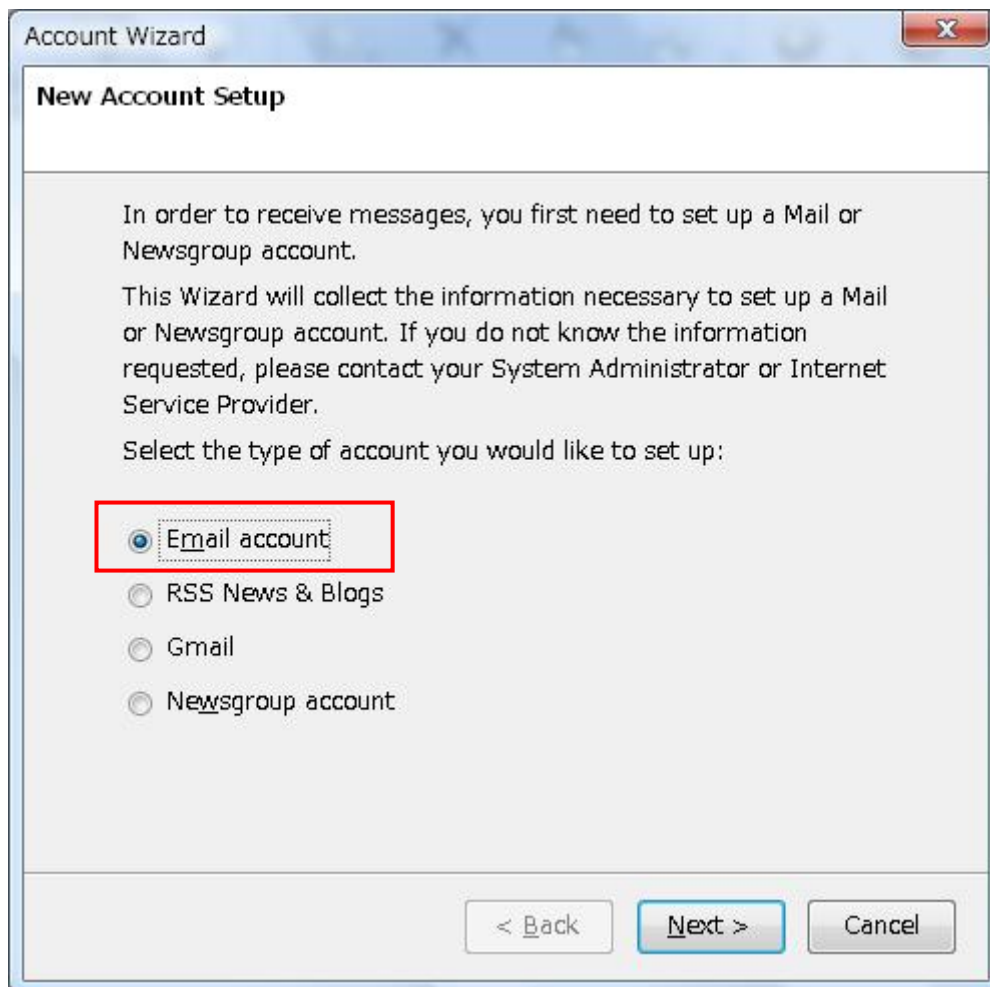 Account Wizard
New Account Setup
In order to receive messages, you first need to set up a Mail or
Newsgroup account.
This Wizard will collect the information necessary to set up a Mail
or Newsgroup account. If you do not know the information
requested, please contact your System Administrator or Internet
Service Provider.
Select the type of account you would like to set up:
Email account
RSS News & Blogs
Gmail
Newsgroup account
< Back Next > Cancel